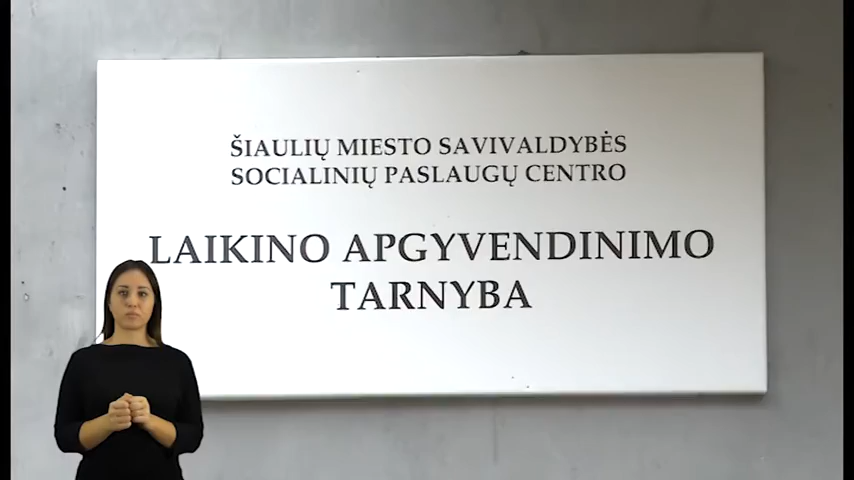 ŠIAULIŲ MIESTO SAVIVALDYBĖS
SOCIALINIŲ PASLAUGŲ CENTRO
LAIKINO APGYVENDINIMO
TARNYBA